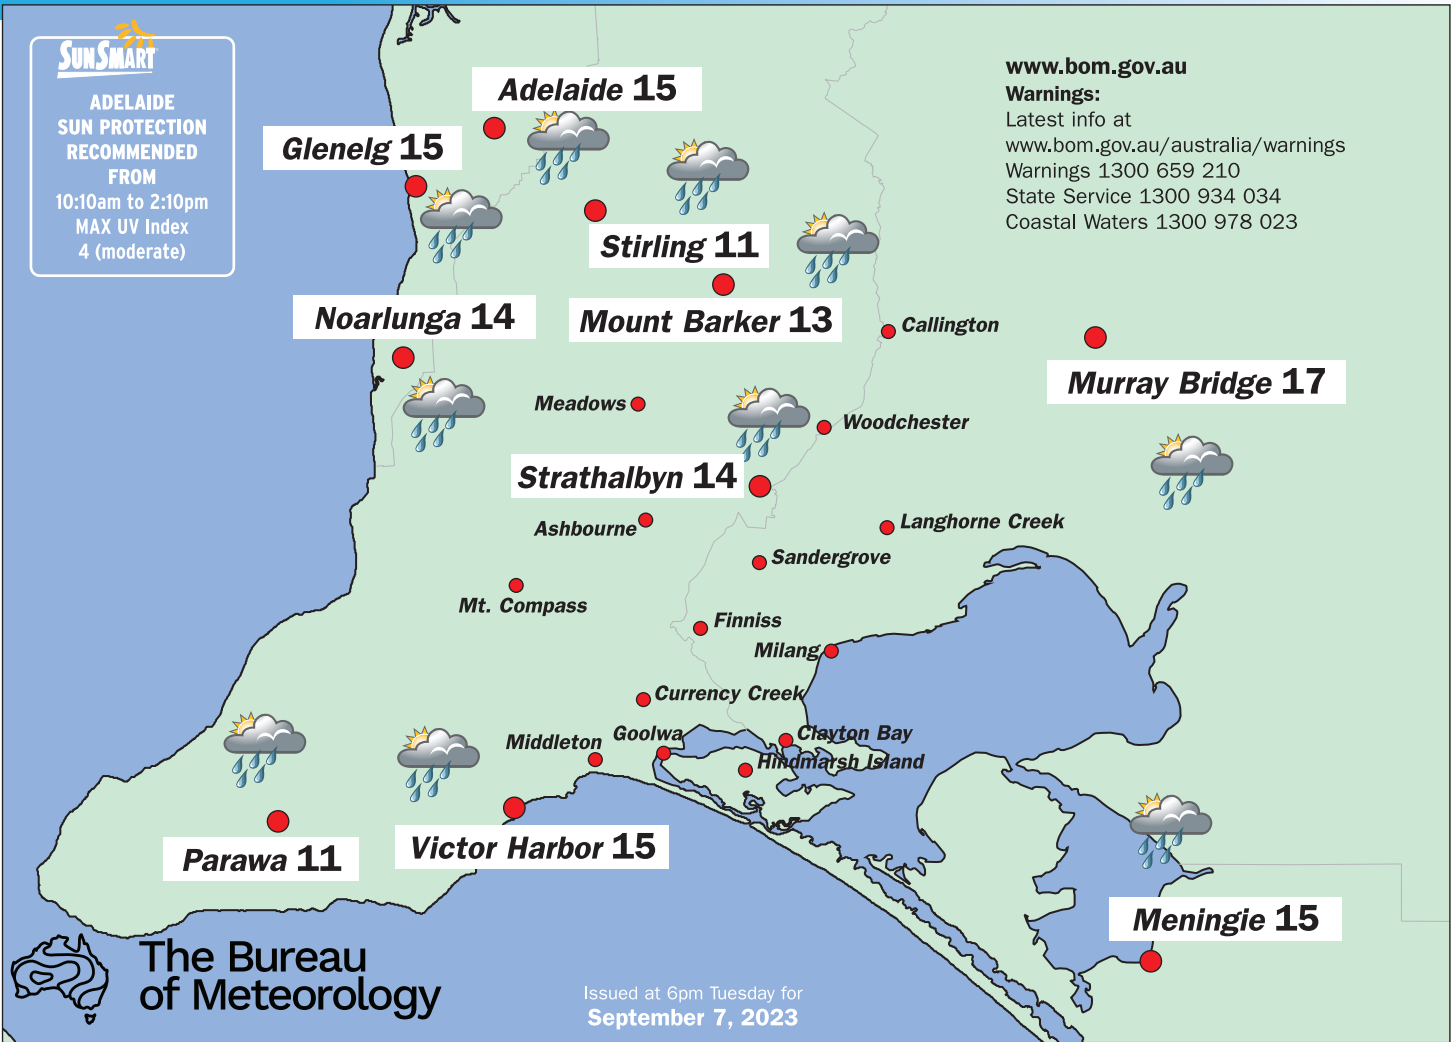 SUNSMART
ADELAIDE
SUN PROTECTION
RECOMMENDED
FROM
10:10am to 2:10pm
MAX UV Index
4 (moderate)
www.bom.gov.au
Warnings:
Latest info at
www.bom.gov.au/australia/warnings
Warnings 1300 659 210
State Service 1300 934 034
Coastal Waters 1300 978 023
Adelaide 15
Glenelg 15
Stirling 11
Noarlunga 14
Mount Barker 13
Callington
Murray Bridge 17
Meadows
Woodchester
Strathalbyn 14
Ashbourne
Langhorne Creek
Sandergrove
Mt. Compass
Finniss
Milang
Currency Creek
Middleton
Goolwa
Clayton Bay
Hindmarsh Island
Parawa 11
Victor Harbor 15
Meningie 15
The Bureau
of Meteorology
Issued at 6pm Tuesday for
September 7, 2023